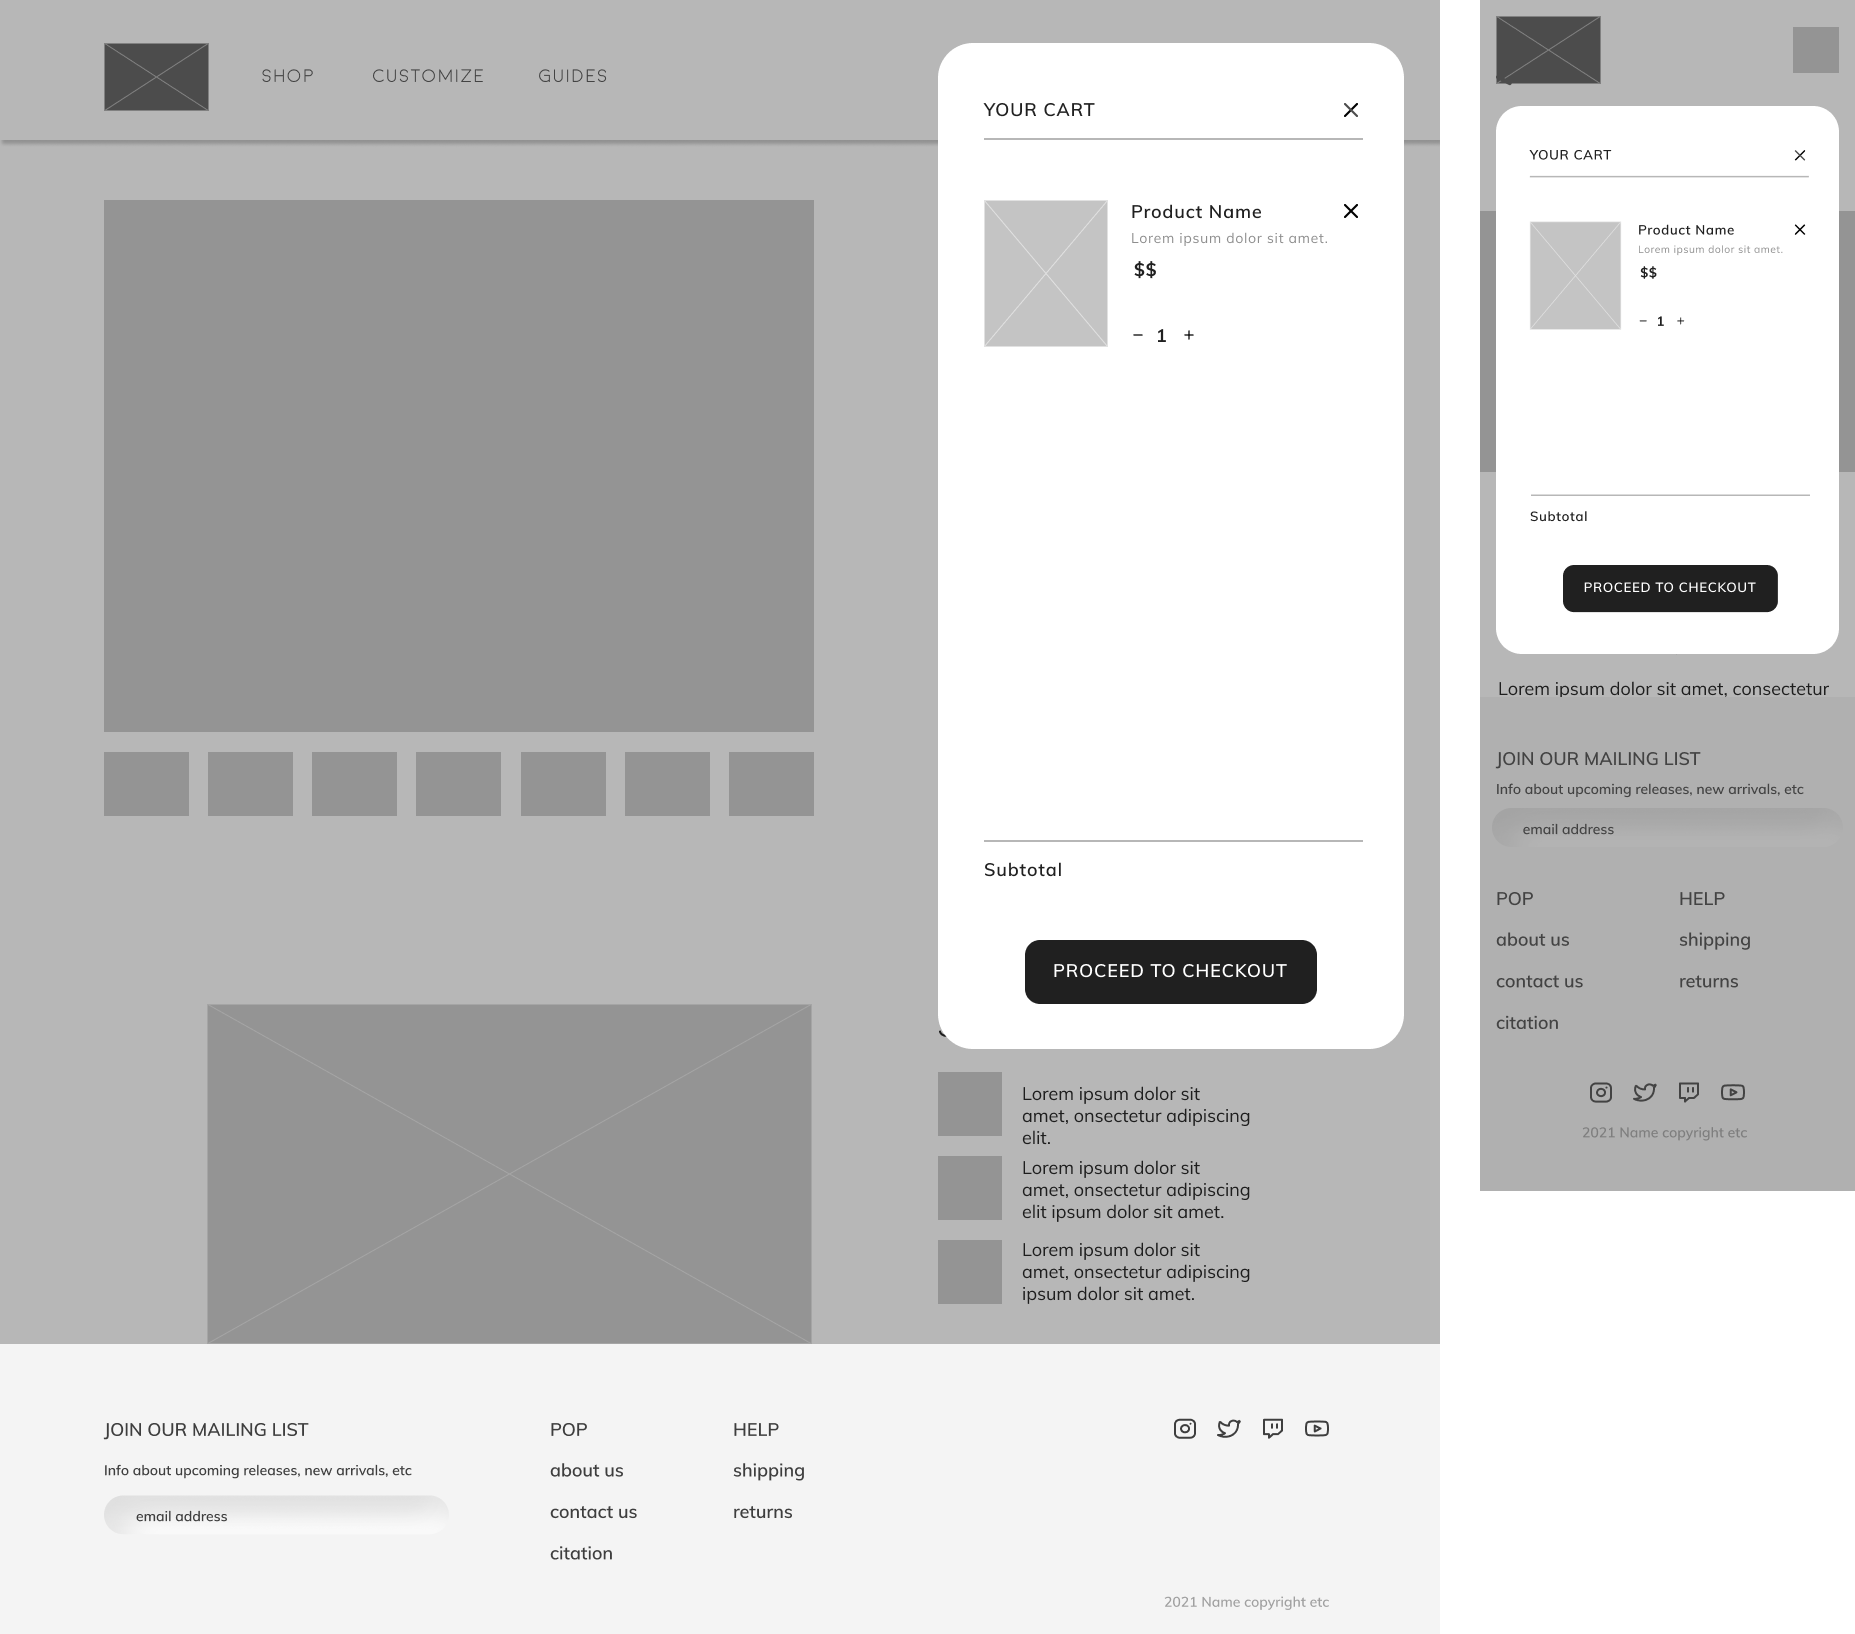 SHOP CUSTOMIZE GUIDES
YOUR CART
Product Name
Lorem ipsum dolor sit amet.
$$
− 1 +
Subtotal
PROCEED TO CHECKOUT
Lorem ipsum dolor sit
amet, onsectetur adipiscing
elit.
Lorem ipsum dolor sit
amet, onsectetur adipiscing
elit ipsum dolor sit amet.
Lorem ipsum dolor sit
amet, onsectetur adipiscing
ipsum dolor sit amet.
JOIN OUR MAILING LIST
Info about upcoming releases, new arrivals, etc
email address
POP
about us
contact us
citation
HELP
shipping
returns
2021 Name copyright etc
YOUR CART
Product Name
Lorem ipsum dolor sit amet.
$$
− 1 +
Subtotal
PROCEED TO CHECKOUT
Lorem ipsum dolor sit amet, consectetur
JOIN OUR MAILING LIST
Info about upcoming releases, new arrivals, etc
email address
POP
about us
contact us
citation
HELP
shipping
returns
2021 Name copyright etc